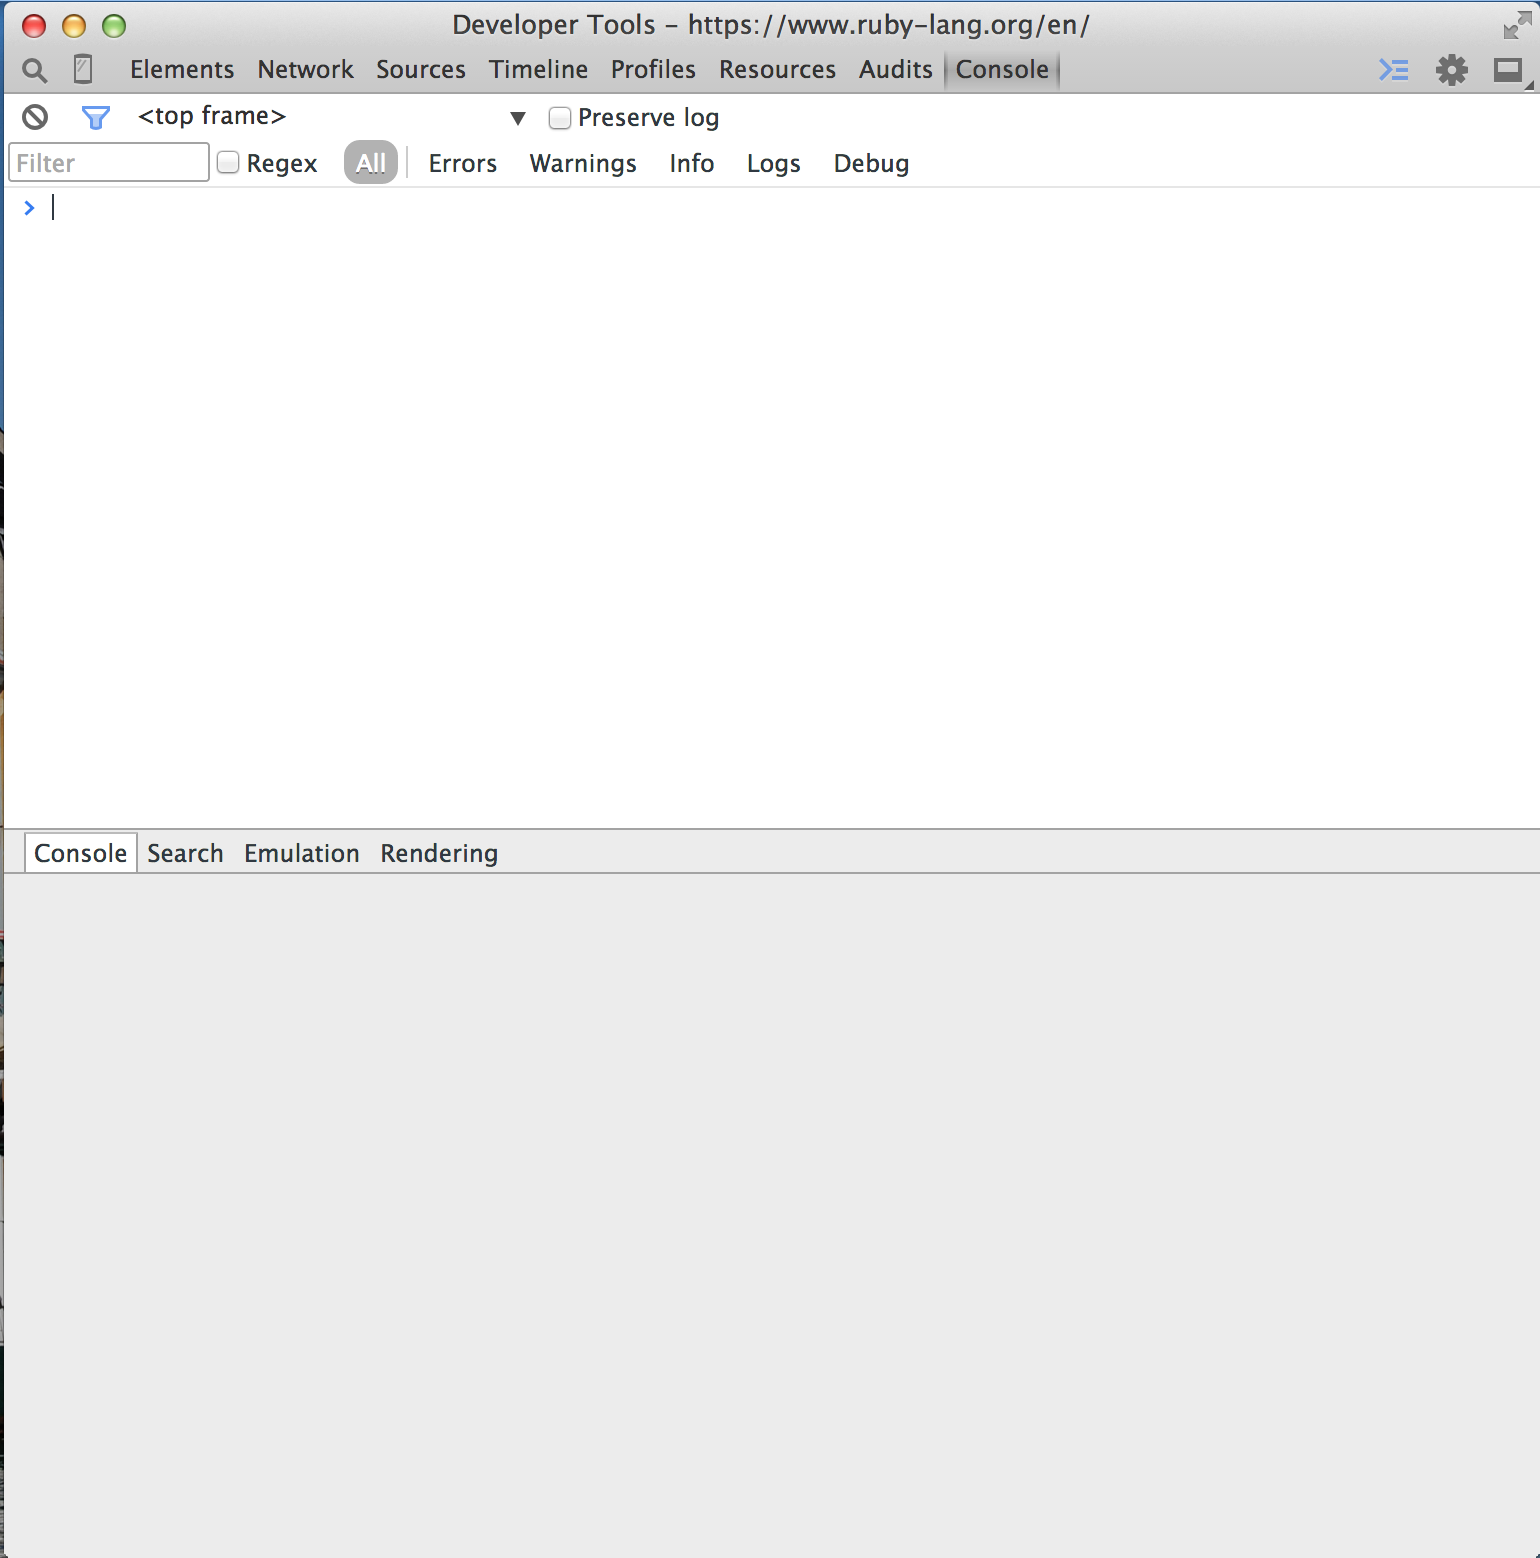 Developer Tools - https://www.ruby-lang.org/en/
Elements Network Sources Timeline Profiles Resources Audits Console
<top frame> ▼ Preserve log
Filter Regex All Errors Warnings Info Logs Debug
>
Console Search Emulation Rendering